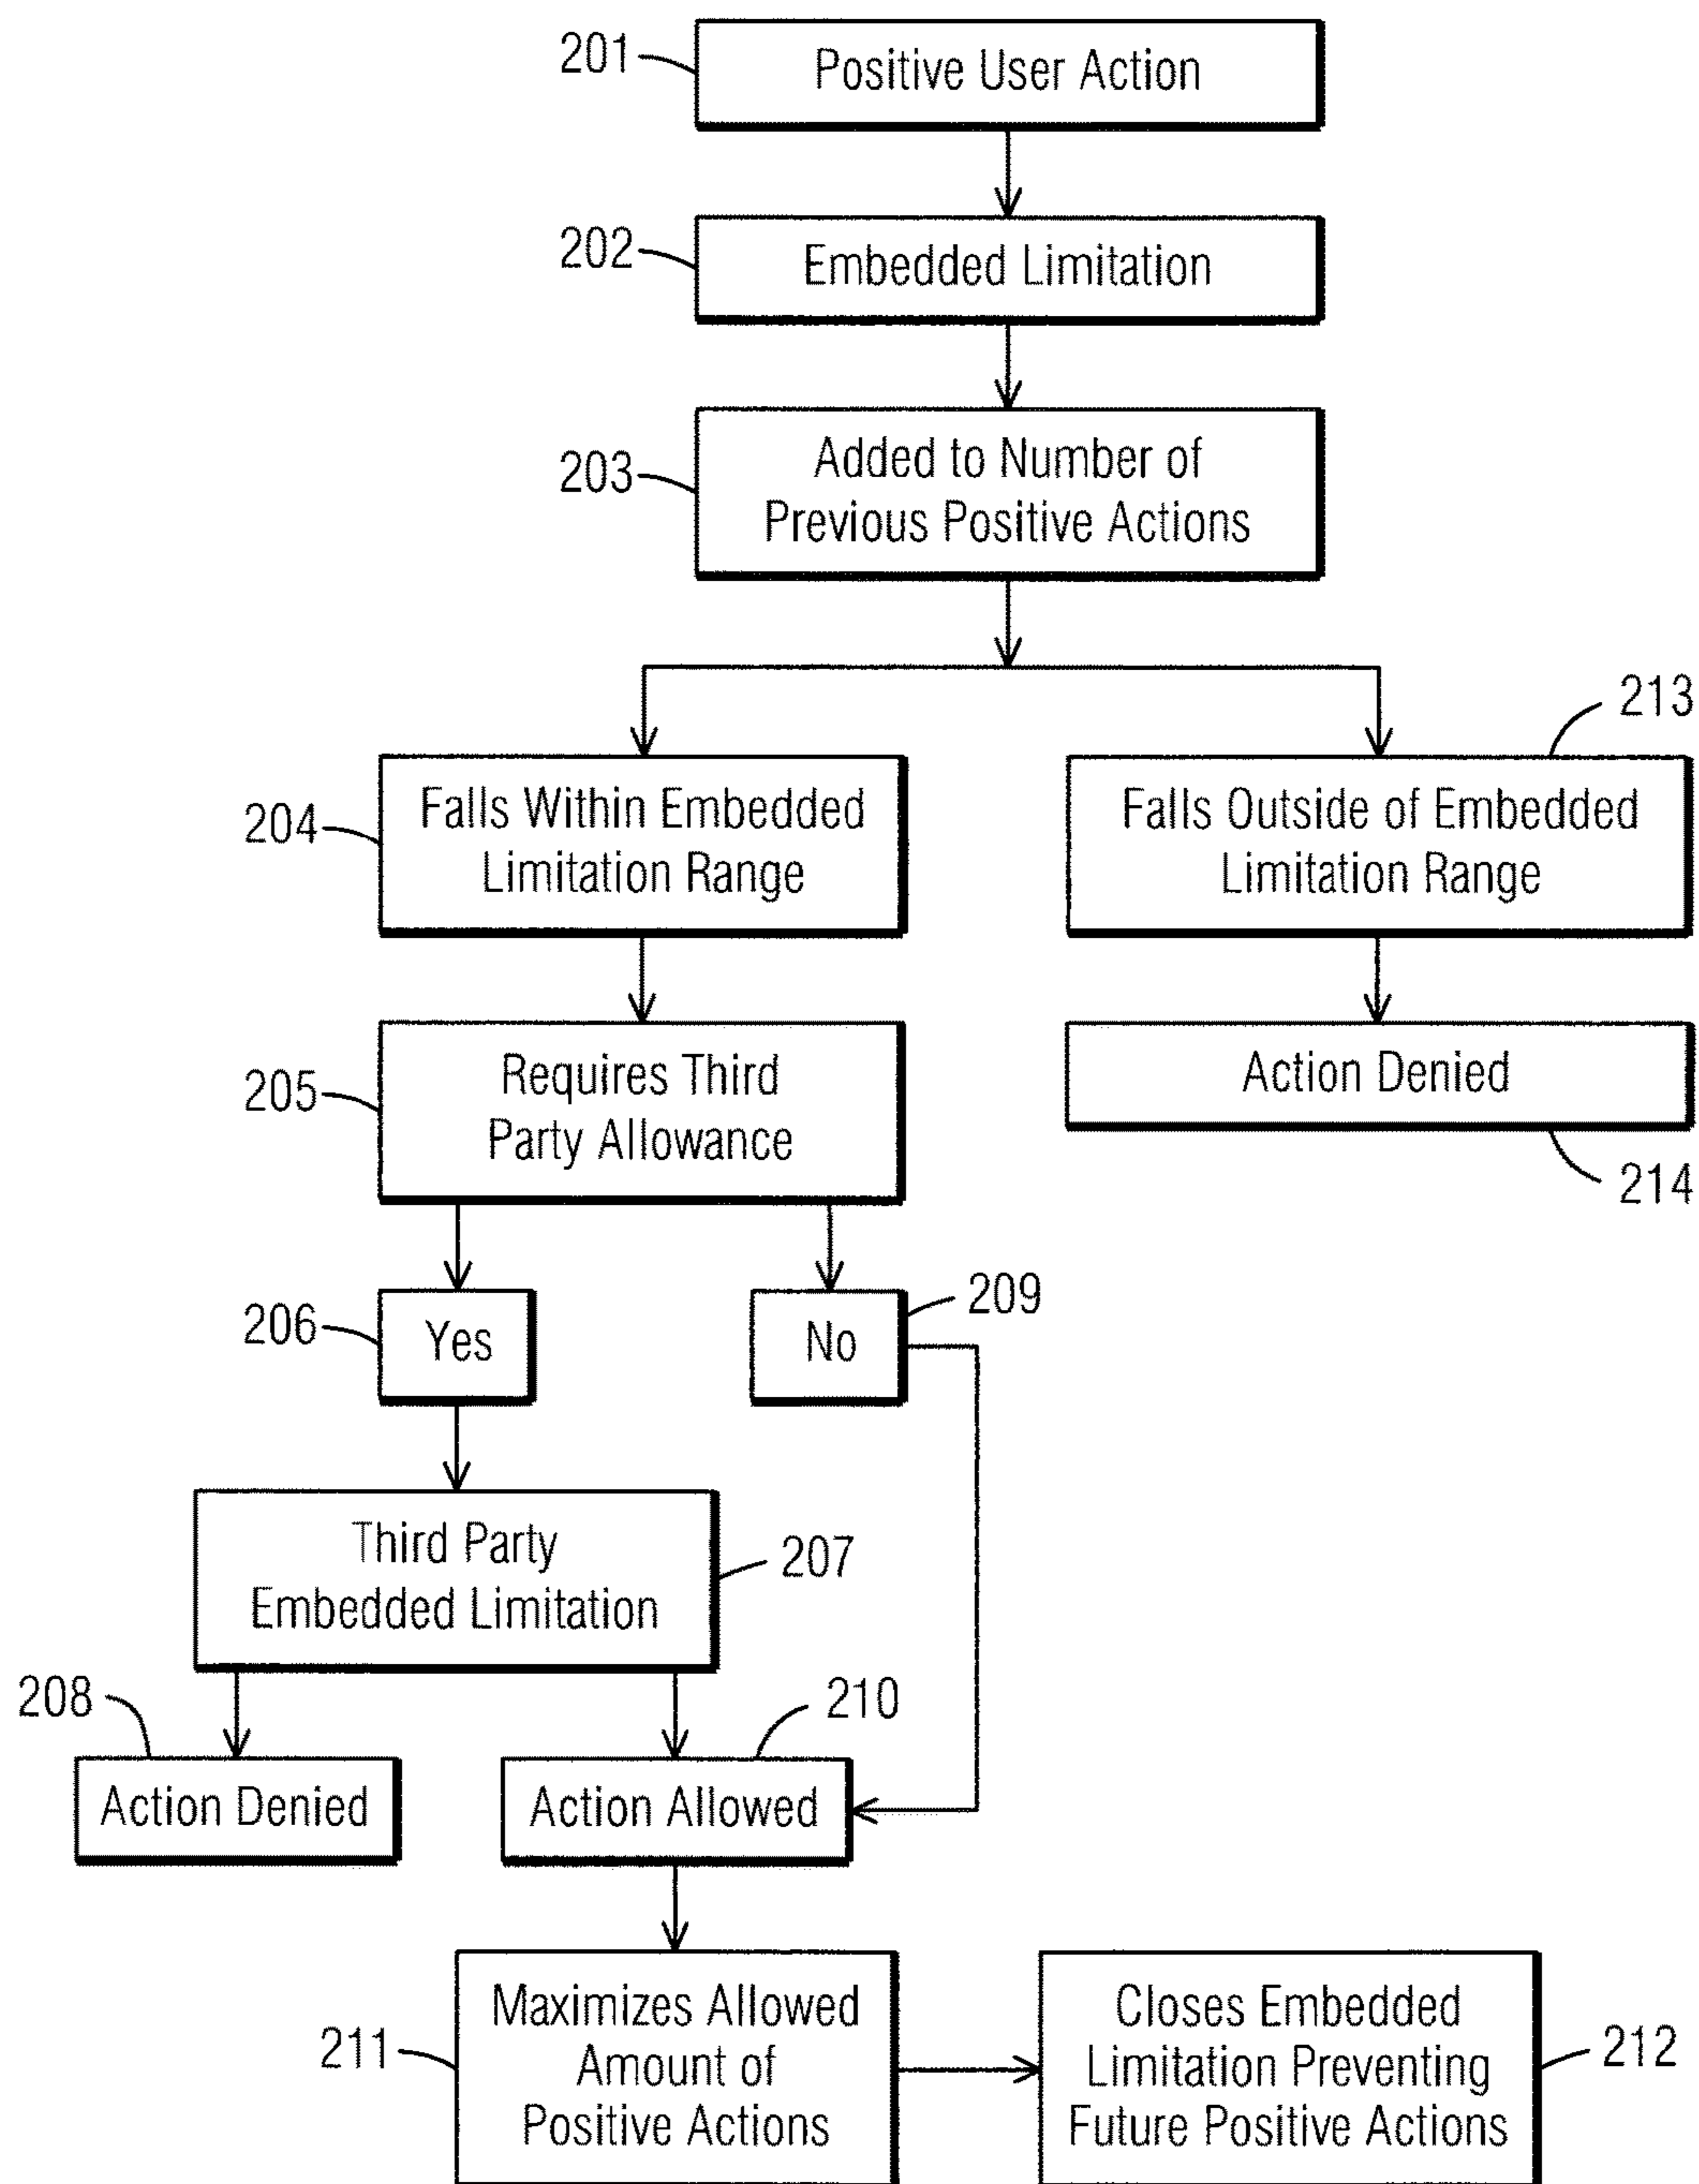 201
Positive User Action
202
Embedded Limitation
203
Added to Number of
Previous Positive Actions
204
Falls Within Embedded
Limitation Range
213
Falls Outside of Embedded
Limitation Range
205
Requires Third
Party Allowance
Action Denied
214
206
Yes
No
209
Third Party
Embedded Limitation
207
208
Action Denied
210
Action Allowed
211
Maximizes Allowed
Amount of
Positive Actions
Closes Embedded
Limitation Preventing
Future Positive Actions
212